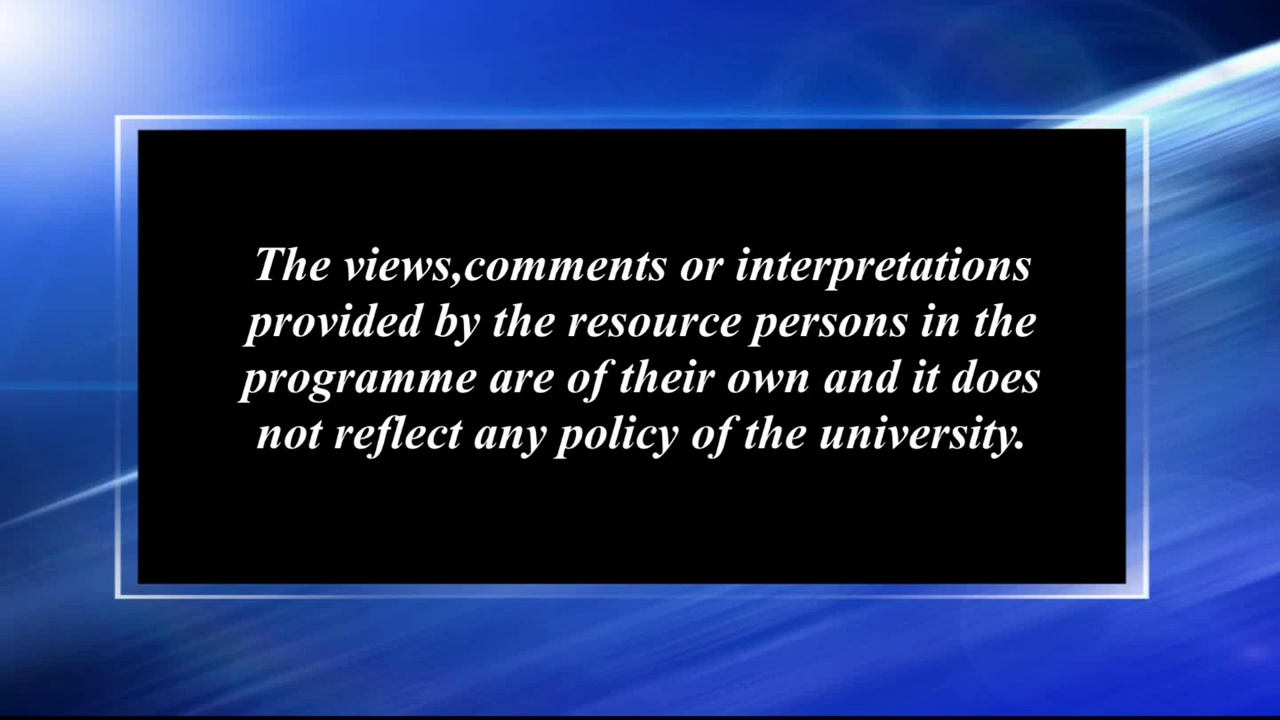 The views,comments or interpretations
provided by the resource persons in the
programme are of their own and it does
not reflect any policy of the university.